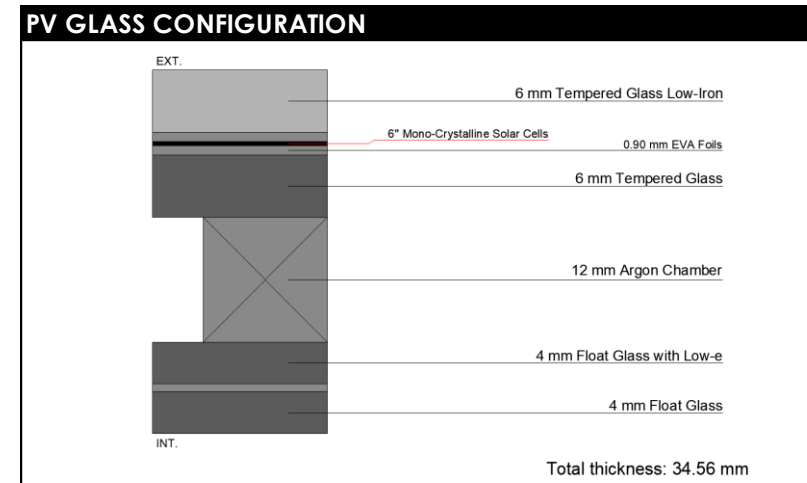 PV GLASS CONFIGURATION
EXT.
6 mm Tempered Glass Low-Iron
6" Mono-Crystalline Solar Cells
0.90 mm EVA Foils
6 mm Tempered Glass
12 mm Argon Chamber
4 mm Float Glass with Low-e
4 mm Float Glass
INT.
Total thickness: 34.56 mm